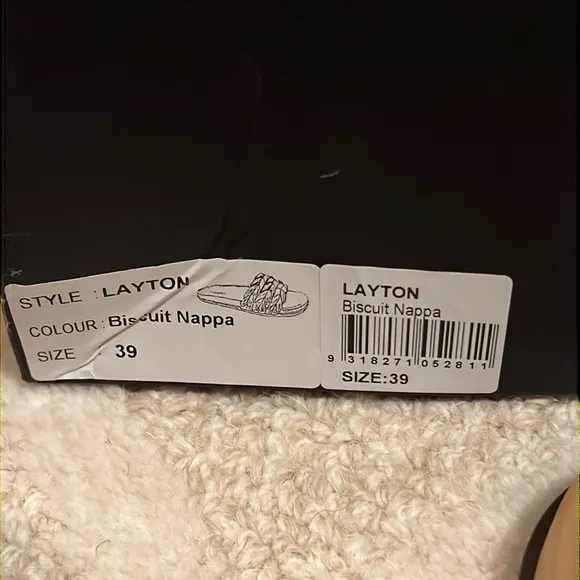 STYLE : LAYTON
COLOUR : Biscuit Nappa
SIZE : 39
LAYTON
Biscuit Nappa
9 318271 052811
SIZE:39